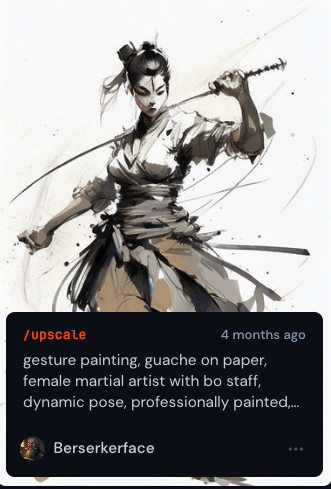 /upscale 4 months ago
gesture painting, guache on paper,
female martial artist with bo staff,
dynamic pose, professionally painted,...
Berserkerface